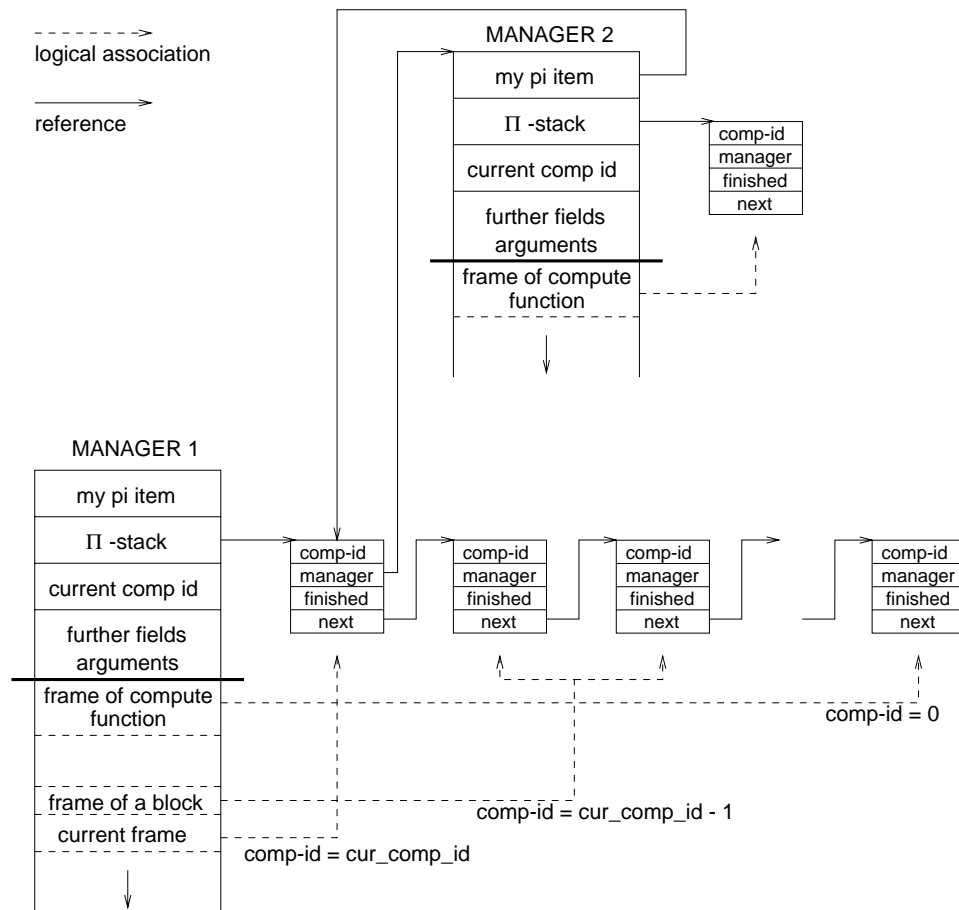 logical association
reference
MANAGER 2
my pi item
Π -stack
current comp id
further fields
arguments
frame of compute
function
comp-id
manager
finished
next
MANAGER 1
my pi item
Π -stack
current comp id
further fields
arguments
frame of compute
function
frame of a block
current frame
comp-id
manager
finished
next
comp-id
manager
finished
next
comp-id
manager
finished
next
comp-id
manager
finished
next
comp-id = 0
comp-id = cur_comp_id - 1
comp-id = cur_comp_id